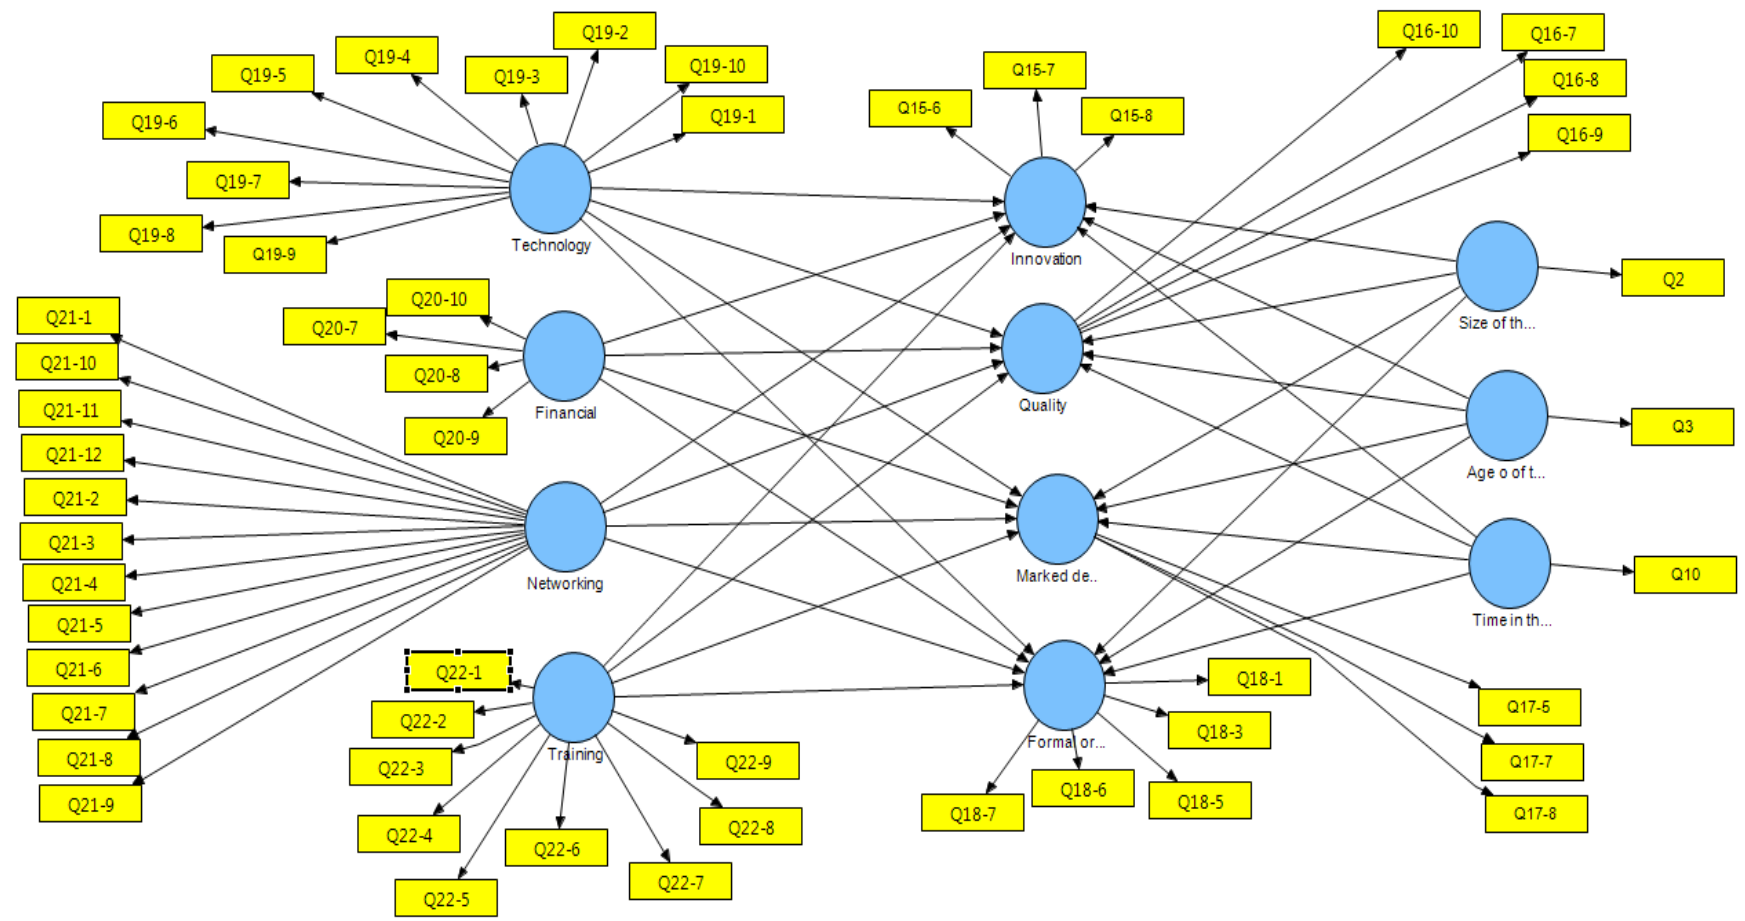 Q19-2
Q19-4
Q19-3
Q19-10
Q19-5
Q19-1
Q19-6
Q19-7
Q19-8
Q19-9
Technology
Q15-7
Q15-6
Q15-8
Innovation
Q16-10
Q16-7
Q16-8
Q16-9
Size of th...
Q2
Q20-10
Q20-7
Q20-8
Q20-9
Financial
Quality
Age o of t...
Q3
Q21-1
Q21-10
Q21-11
Q21-12
Q21-2
Q21-3
Q21-4
Q21-5
Q21-6
Q21-7
Q21-8
Q21-9
Networking
Marked de..
Time in th...
Q10
Q22-1
Q22-2
Q22-3
Q22-4
Q22-5
Q22-6
Q22-7
Q22-8
Q22-9
Training
Formal or...
Q18-1
Q18-3
Q18-5
Q18-6
Q18-7
Q17-5
Q17-7
Q17-8